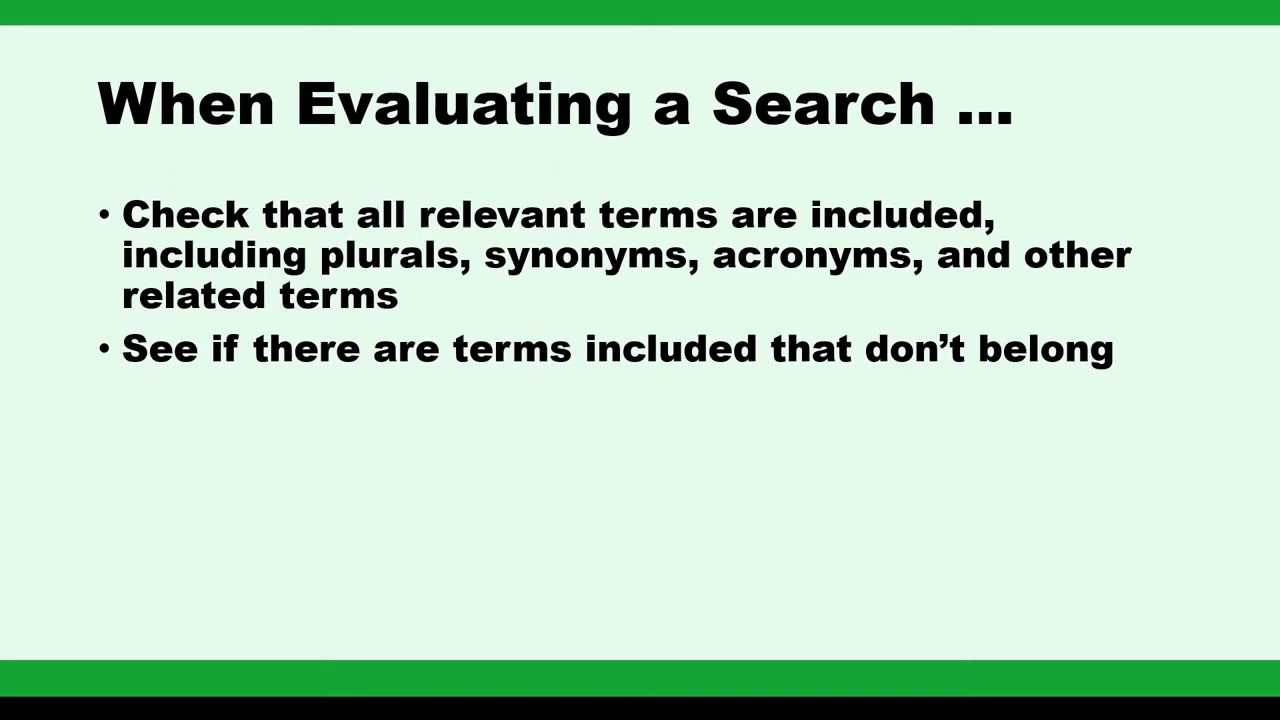 When Evaluating a Search ...
• Check that all relevant terms are included,
including plurals, synonyms, acronyms, and other
related terms
• See if there are terms included that don’t belong